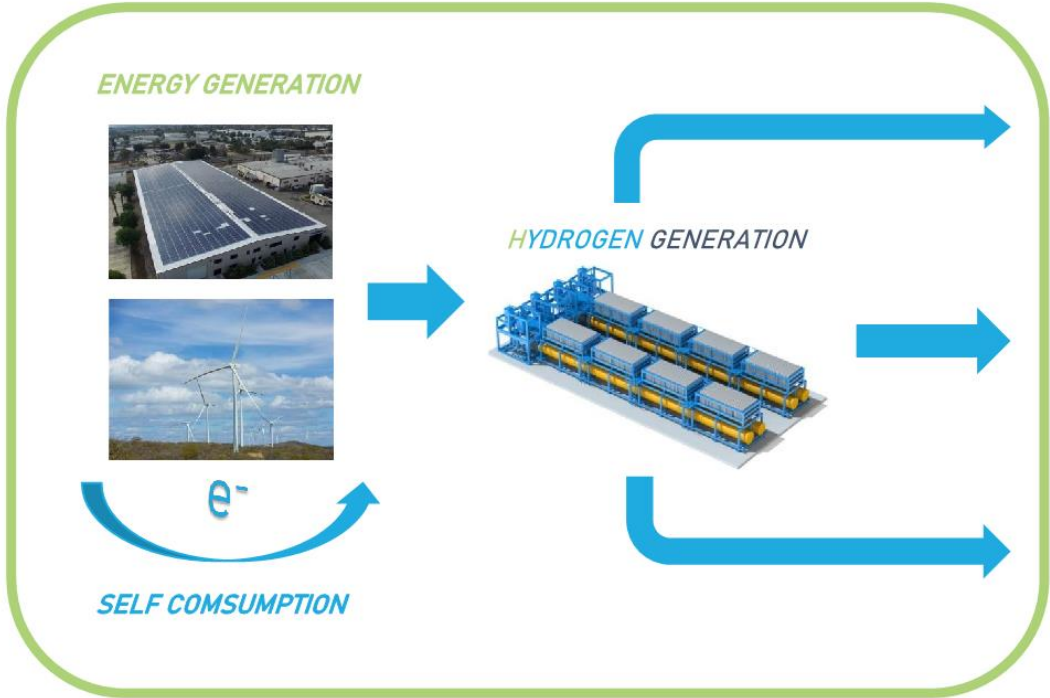 ENERGY GENERATION
HYDROGEN GENERATION
e-
SELF COMSUMPTION